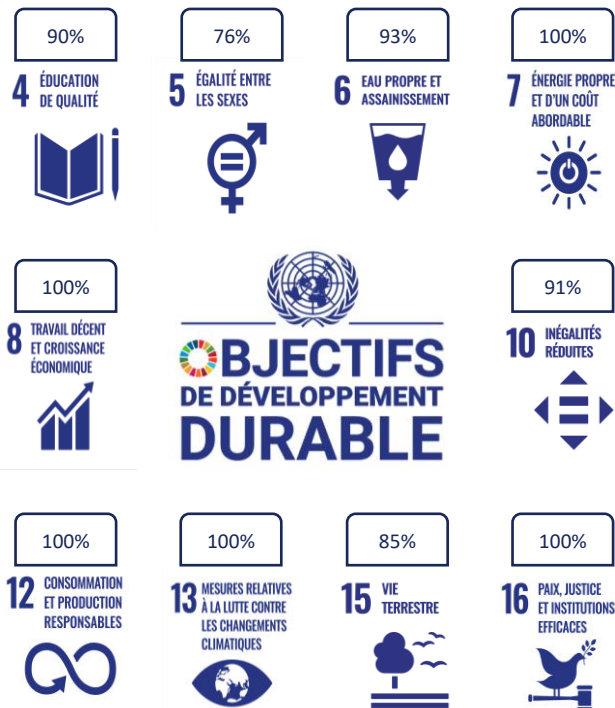 90%
4 ÉDUCATION
DE QUALITÉ
76%
5 ÉGALITÉ ENTRE
LES SEXES
93%
6 EAU PROPRE ET
ASSAINISSEMENT
100%
7 ÉNERGIE PROPRE
ET D'UN COÛT
ABORDABLE
100%
8 TRAVAIL DÉCENT
ET CROISSANCE
ÉCONOMIQUE
OBJECTIFS
DE DÉVELOPPEMENT
DURABLE
91%
10 INÉGALITÉS
RÉDUITES
100%
12 CONSOMMATION
ET PRODUCTION
RESPONSABLES
100%
13 MESURES RELATIVES
À LA LUTTE CONTRE
LES CHANGEMENTS
CLIMATIQUES
85%
15 VIE
TERRESTRE
100%
16 PAIX, JUSTICE
ET INSTITUTIONS
EFFICACES